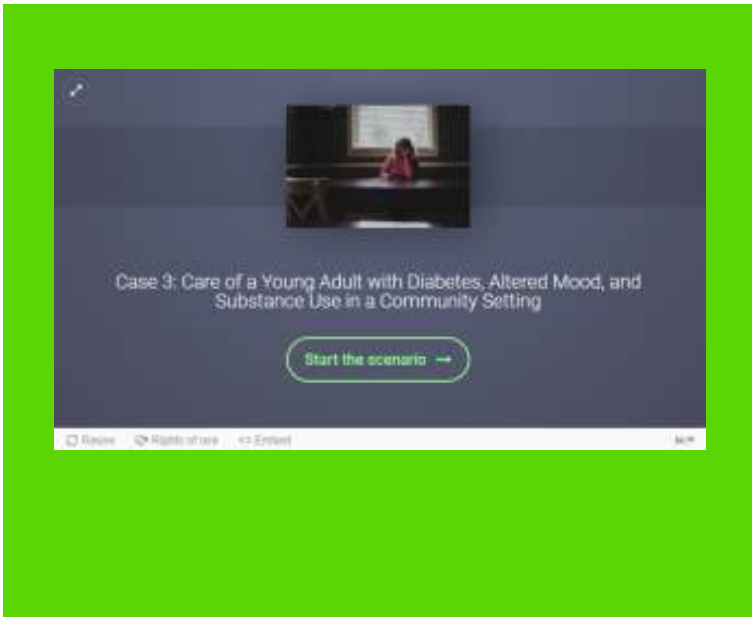 Case 3: Care of a Young Adult with Diabetes, Altered Mood, and
Substance Use in a Community Setting
Start the scenario →
Reuse Rights of use <> Embed